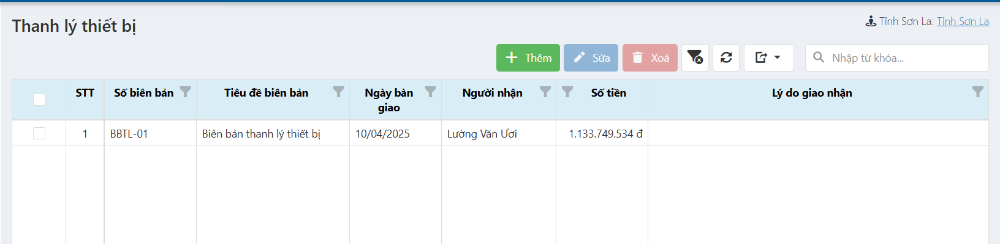 Thanh lý thiết bị
Tỉnh Sơn La: Tỉnh Sơn La
Thêm Sửa Xoá Nhập từ khóa...
STT Số biên bản Tiêu đề biên bản Ngày bàn giao Người nhận Số tiền Lý do giao nhận
1 BBTL-01 Biên bản thanh lý thiết bị 10/04/2025 Lường Văn Ươi 1.133.749.534 đ